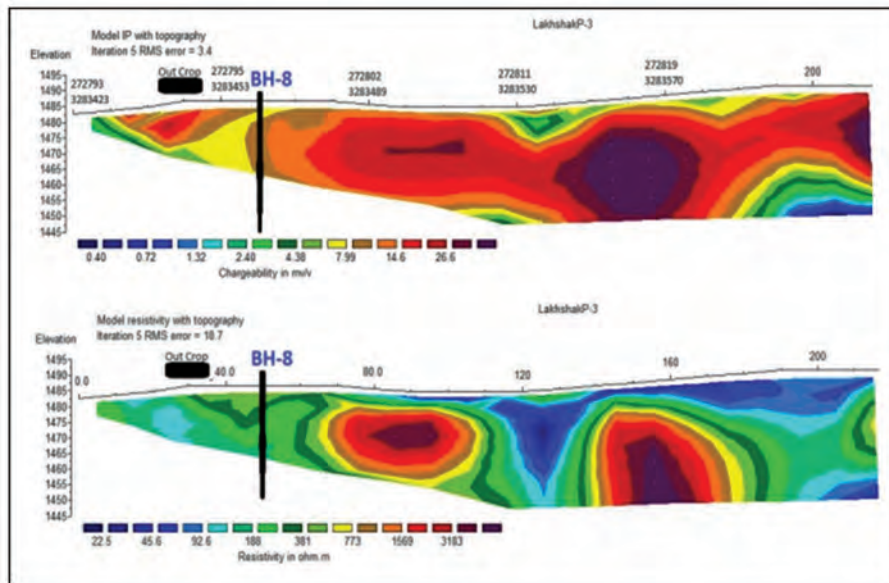 Model IP with topography
Iteration 5 RMS error = 3.4
LakhshakP-3
Elevation
Out Crop
BH-8
272793
3283423
272795
3283453
272802
3283489
272811
3283530
272819
3283570
200
1495
1490
1485
1480
1475
1470
1465
1460
1455
1450
1445
0.40 0.72 1.32 2.40 4.38 7.99 14.6 26.6
Chargeability in mv/v
LakhshakP-3
Model resistivity with topography
Iteration 5 RMS error = 18.7
Elevation
Out Crop
BH-8
0.0 40.0 80.0 120 160 200
1495
1490
1485
1480
1475
1470
1465
1460
1455
1450
1445
22.5 45.6 92.6 188 381 773 1569 3183
Resistivity in ohm.m